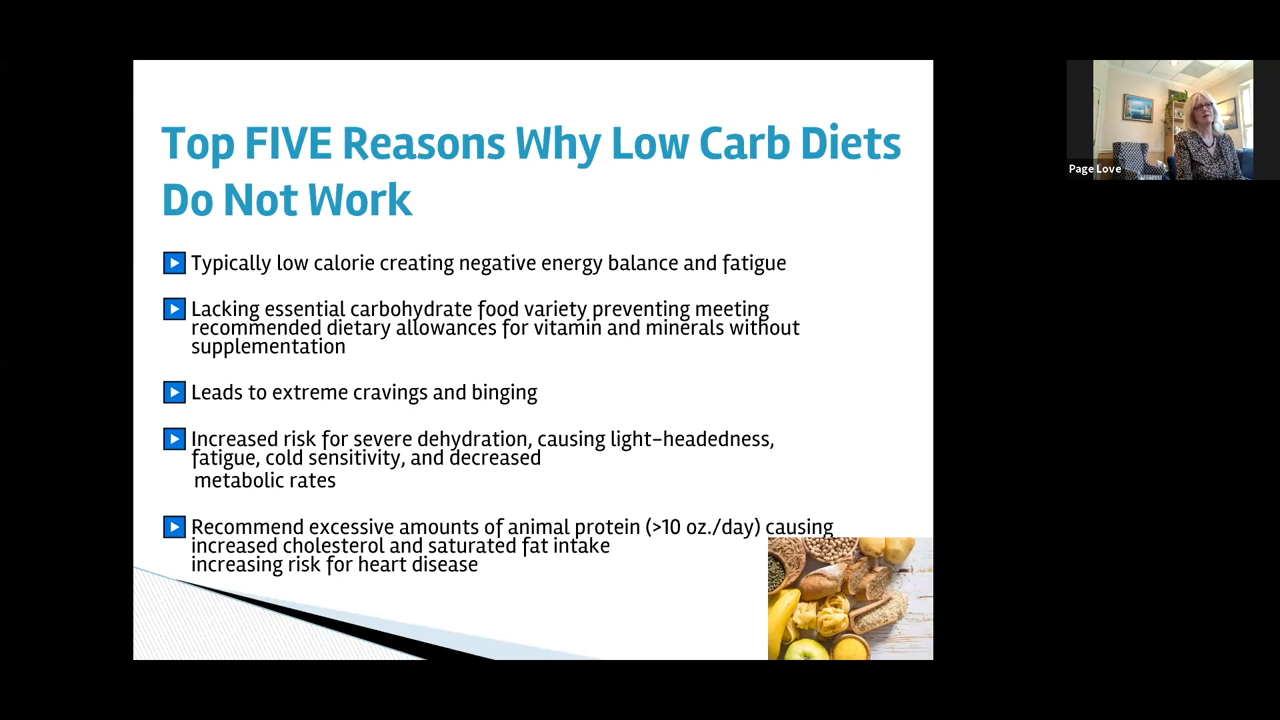 Top FIVE Reasons Why Low Carb Diets
Do Not Work
Typically low calorie creating negative energy balance and fatigue
Lacking essential carbohydrate food variety preventing meeting
recommended dietary allowances for vitamin and minerals without
supplementation
Leads to extreme cravings and binging
Increased risk for severe dehydration, causing light-headedness,
fatigue, cold sensitivity, and decreased
metabolic rates
Recommend excessive amounts of animal protein (>10 oz./day) causing
increased cholesterol and saturated fat intake
increasing risk for heart disease
Page Love